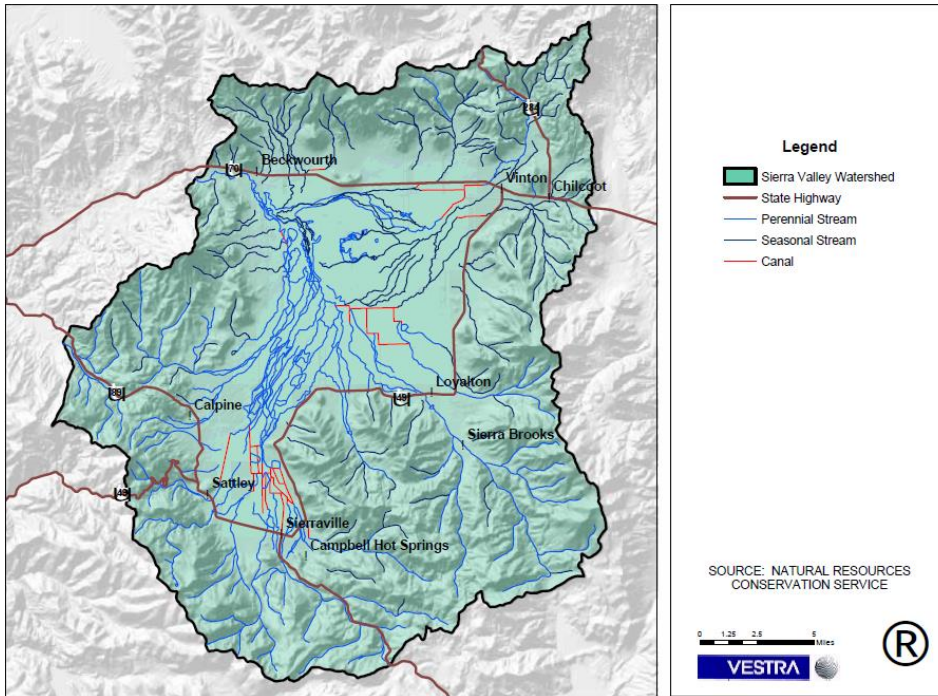 284
Beckwourth
70
Vinton
Chilcoot
89
Loyalton
49
Calpine
Sierra Brooks
Sattley
49
Sierraville
Campbell Hot Springs
Legend
Sierra Valley Watershed
State Highway
Perennial Stream
Seasonal Stream
Canal
SOURCE: NATURAL RESOURCES
CONSERVATION SERVICE
0 1.25 2.5 5
Miles
VESTRA
®